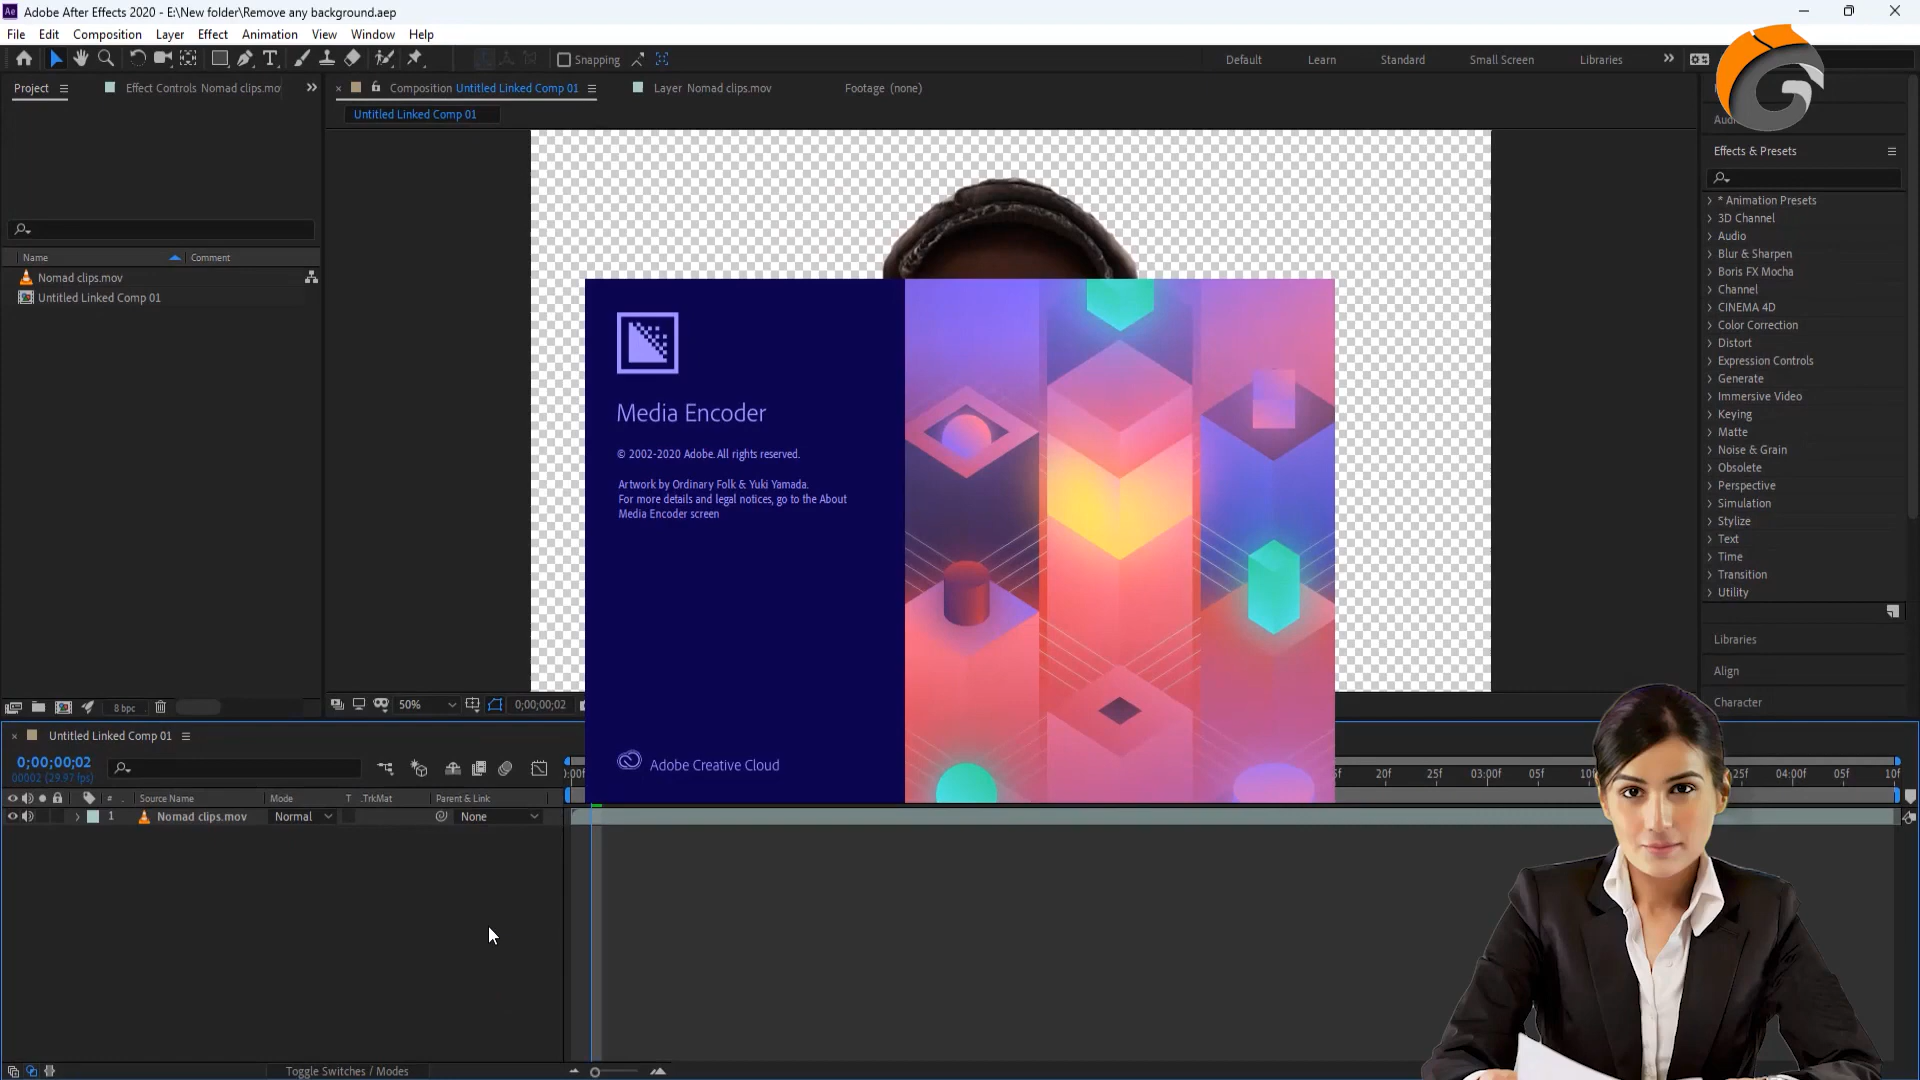 Adobe After Effects 2020 - E:\New folder\Remove any background.aep
File Edit Composition Layer Effect Animation View Window Help
Snapping
Default Learn Standard Small Screen Libraries
Project
Effect Controls Nomad clips.mo
Composition Untitled Linked Comp 01
Layer Nomad clips.mov
Footage (none)
Untitled Linked Comp 01
Name Comment
Nomad clips.mov
Untitled Linked Comp 01
8 bpc
Media Encoder
© 2002-2020 Adobe. All rights reserved.
Artwork by Ordinary Folk & Yuki Yamada.
For more details and legal notices, go to the About
Media Encoder screen
Adobe Creative Cloud
50%
0;00;00;02
Effects & Presets
* Animation Presets
3D Channel
Audio
Blur & Sharpen
Boris FX Mocha
Channel
CINEMA 4D
Color Correction
Distort
Expression Controls
Generate
Immersive Video
Keying
Matte
Noise & Grain
Obsolete
Perspective
Simulation
Stylize
Text
Time
Transition
Utility
Libraries
Align
Character
Untitled Linked Comp 01
0;00;00;02
00002 (29.97 fps)
20f 25f 03:00f 05f 25f 04:00f 05f 10f
# Source Name Mode T .TrkMat Parent & Link
1 Nomad clips.mov Normal None
Toggle Switches / Modes